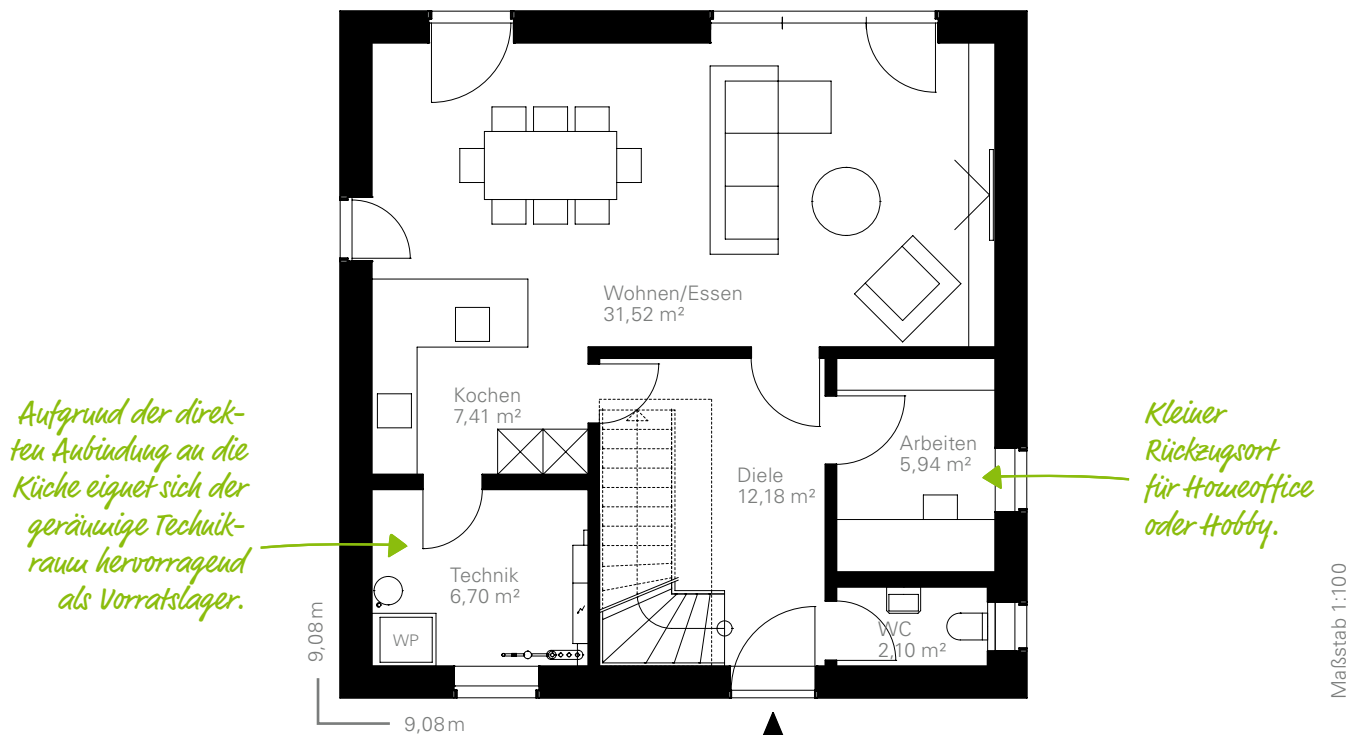 Wohnen/Essen
31,52 m²
Kochen
7,41 m²
Aufgrund der direk-
ten Anbindung an die
Küche eignet sich der
geräumige Technik-
raum hervorragend
als Vorratslager.
Diele
12,18 m²
Arbeiten
5,94 m²
Kleiner
Rückzugsort
für Homeoffice
oder Hobby.
Technik
6,70 m²
WP
WC
2,10 m²
9,08m
9,08m
Maßstab 1:100